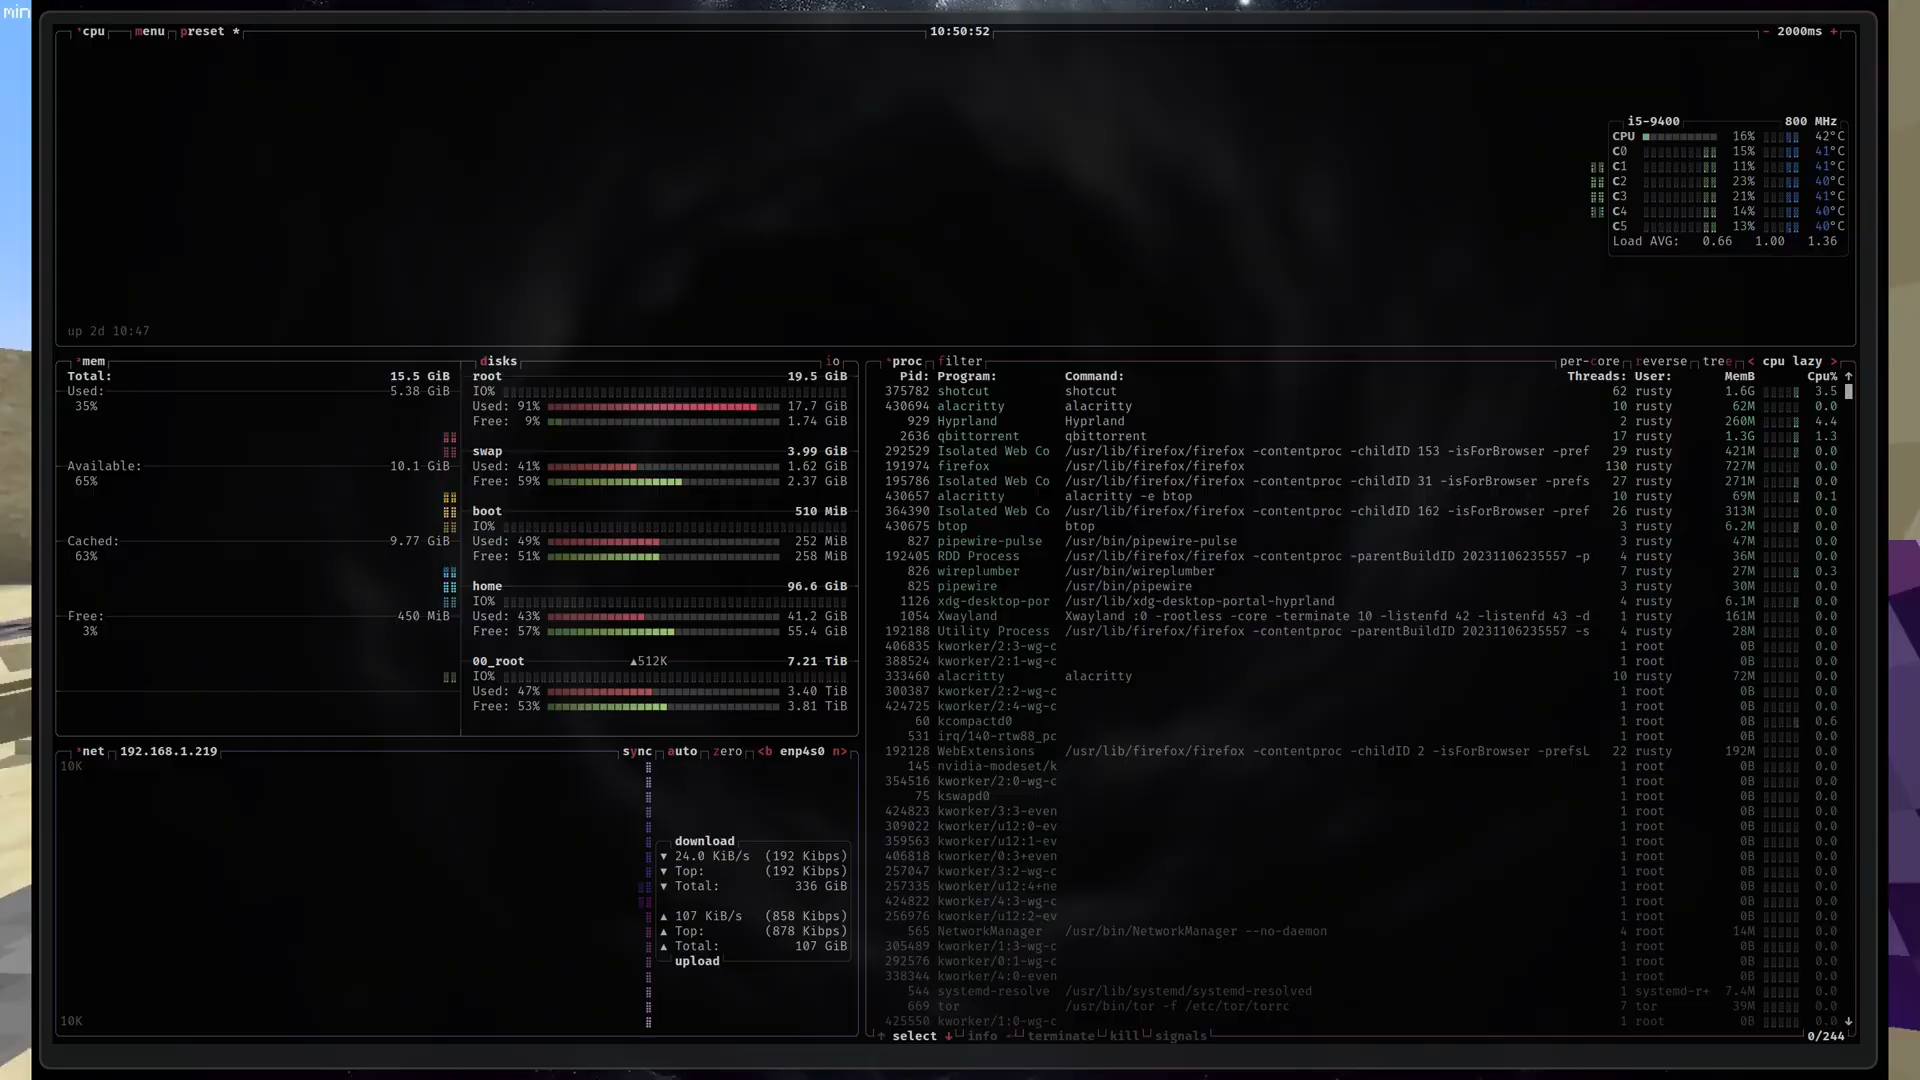 min
cpu menu preset * 10:50:52 - 2000ms +
i5-9400 800 MHz
CPU 16% 42°C
C0 15% 41°C
C1 11% 41°C
C2 23% 40°C
C3 21% 41°C
C4 14% 40°C
C5 13% 40°C
Load AVG: 0.66 1.00 1.36
up 2d 10:47
mem
Total: 15.5 GiB
Used: 5.38 GiB
35%
Available: 10.1 GiB
65%
Cached: 9.77 GiB
63%
Free: 450 MiB
3%
disks io
root 19.5 GiB
IO%
Used: 91% 17.7 GiB
Free: 9% 1.74 GiB
swap 3.99 GiB
Used: 41% 1.62 GiB
Free: 59% 2.37 GiB
boot 510 MiB
IO%
Used: 49% 252 MiB
Free: 51% 258 MiB
home 96.6 GiB
IO%
Used: 43% 41.2 GiB
Free: 57% 55.4 GiB
00_root ▲512K 7.21 TiB
IO%
Used: 47% 3.40 TiB
Free: 53% 3.81 TiB
net 192.168.1.219 sync auto zero <b enp4s0 n>
10K
download
▼ 24.0 KiB/s (192 Kibps)
▼ Top: (192 Kibps)
▼ Total: 336 GiB
▲ 107 KiB/s (858 Kibps)
▲ Top: (878 Kibps)
▲ Total: 107 GiB
upload
10K
proc filter per-core reverse tree < cpu lazy >
Pid: Program: Command: Threads: User: MemB Cpu% ↑
375782 shotcut shotcut 62 rusty 1.6G 3.5
430694 alacritty alacritty 10 rusty 62M 0.0
929 Hyprland Hyprland 2 rusty 260M 4.4
2636 qbittorrent qbittorrent 17 rusty 1.3G 1.3
292529 Isolated Web Co /usr/lib/firefox/firefox -contentproc -childID 153 -isForBrowser -pref 29 rusty 421M 0.0
191974 firefox /usr/lib/firefox/firefox 130 rusty 727M 0.0
195786 Isolated Web Co /usr/lib/firefox/firefox -contentproc -childID 31 -isForBrowser -prefs 27 rusty 271M 0.0
430657 alacritty alacritty -e btop 10 rusty 69M 0.1
364390 Isolated Web Co /usr/lib/firefox/firefox -contentproc -childID 162 -isForBrowser -pref 26 rusty 313M 0.0
430675 btop btop 3 rusty 6.2M 0.0
827 pipewire-pulse /usr/bin/pipewire-pulse 3 rusty 47M 0.0
192405 RDD Process /usr/lib/firefox/firefox -contentproc -parentBuildID 20231106235557 -p 4 rusty 36M 0.0
826 wireplumber /usr/bin/wireplumber 7 rusty 27M 0.3
825 pipewire /usr/bin/pipewire 3 rusty 30M 0.0
1126 xdg-desktop-por /usr/lib/xdg-desktop-portal-hyprland 4 rusty 6.1M 0.0
1054 Xwayland Xwayland :0 -rootless -core -terminate 10 -listenfd 42 -listenfd 43 -d 1 rusty 161M 0.0
192188 Utility Process /usr/lib/firefox/firefox -contentproc -parentBuildID 20231106235557 -s 4 rusty 28M 0.0
406835 kworker/2:3-wg-c 1 root 0B 0.0
388524 kworker/2:1-wg-c 1 root 0B 0.0
333460 alacritty alacritty 10 rusty 72M 0.0
300387 kworker/2:2-wg-c 1 root 0B 0.0
424725 kworker/2:4-wg-c 1 root 0B 0.0
60 kcompactd0 1 root 0B 0.6
531 irq/140-rtw88_pc 1 root 0B 0.0
192128 WebExtensions /usr/lib/firefox/firefox -contentproc -childID 2 -isForBrowser -prefsL 22 rusty 192M 0.0
145 nvidia-modeset/k 1 root 0B 0.0
354516 kworker/2:0-wg-c 1 root 0B 0.0
75 kswapd0 1 root 0B 0.0
424823 kworker/3:3-even 1 root 0B 0.0
309022 kworker/u12:0-ev 1 root 0B 0.0
359563 kworker/u12:1-ev 1 root 0B 0.0
406818 kworker/0:3+even 1 root 0B 0.0
257047 kworker/3:2-wg-c 1 root 0B 0.0
257335 kworker/u12:4+ne 1 root 0B 0.0
424822 kworker/4:3-wg-c 1 root 0B 0.0
256976 kworker/u12:2-ev 1 root 0B 0.0
565 NetworkManager /usr/bin/NetworkManager --no-daemon 4 root 14M 0.0
305489 kworker/1:3-wg-c 1 root 0B 0.0
292576 kworker/0:1-wg-c 1 root 0B 0.0
338344 kworker/4:0-even 1 root 0B 0.0
544 systemd-resolve /usr/lib/systemd/systemd-resolved 1 systemd-r+ 7.4M 0.0
669 tor /usr/bin/tor -f /etc/tor/torrc 7 tor 39M 0.0
425550 kworker/1:0-wg-c 1 root 0B 0.0 ↓
↑ select ↓ info terminate kill signals 0/244